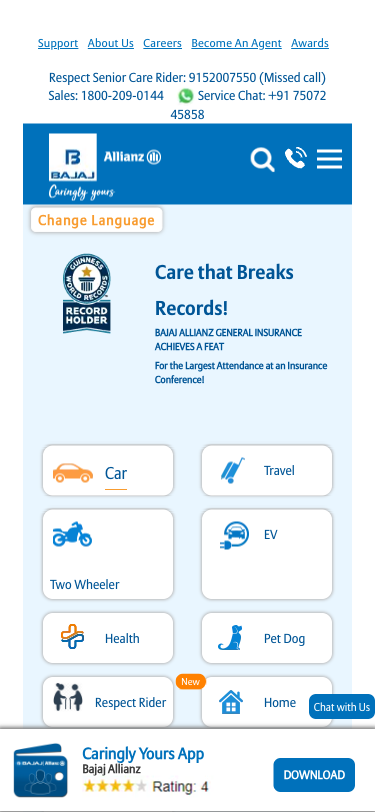 Support About Us Careers Become An Agent Awards
Respect Senior Care Rider: 9152007550 (Missed call)
Sales: 1800-209-0144 Service Chat: +91 75072
45858
B
BAJAJ
Allianz
Caringly yours
Change Language
GUINNESS
WORLD RECORDS
RECORD
HOLDER
Care that Breaks
Records!
BAJAJ ALLIANZ GENERAL INSURANCE
ACHIEVES A FEAT
For the Largest Attendance at an Insurance
Conference!
Car
Travel
Two Wheeler
EV
Health
Pet Dog
Respect Rider
New
Home
Chat with Us
Caringly Yours App
Bajaj Allianz
Rating: 4
DOWNLOAD